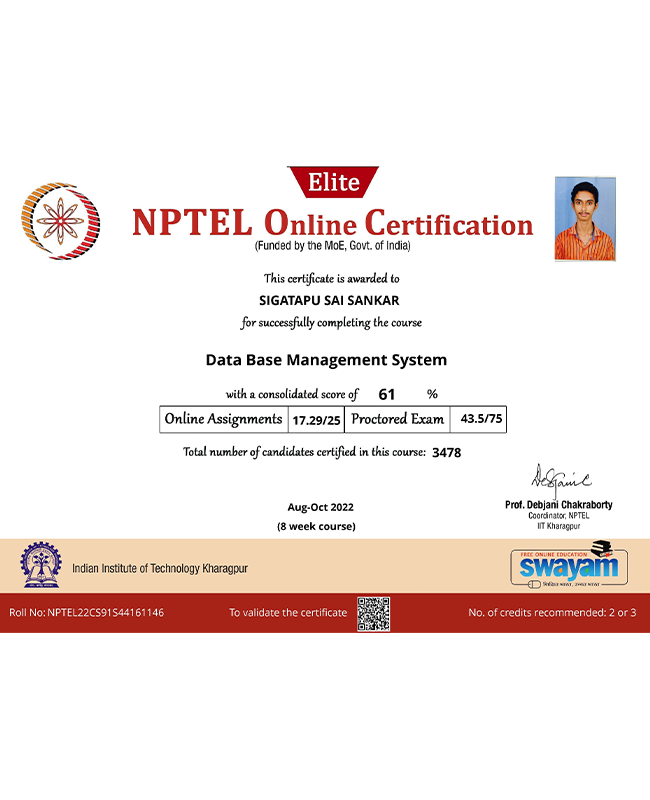 Elite
NPTEL Online Certification
(Funded by the MoE, Govt. of India)
This certificate is awarded to
SIGATAPU SAI SANKAR
for successfully completing the course
Data Base Management System
with a consolidated score of 61 %
Online Assignments 17.29/25 Proctored Exam 43.5/75
Total number of candidates certified in this course: 3478
Aug-Oct 2022
(8 week course)
Prof. Debjani Chakraborty
Coordinator, NPTEL
IIT Kharagpur
Indian Institute of Technology Kharagpur
FREE ONLINE EDUCATION
swayam
शिक्षित भारत, उन्नत भारत
Roll No: NPTEL22CS91S44161146 To validate the certificate No. of credits recommended: 2 or 3